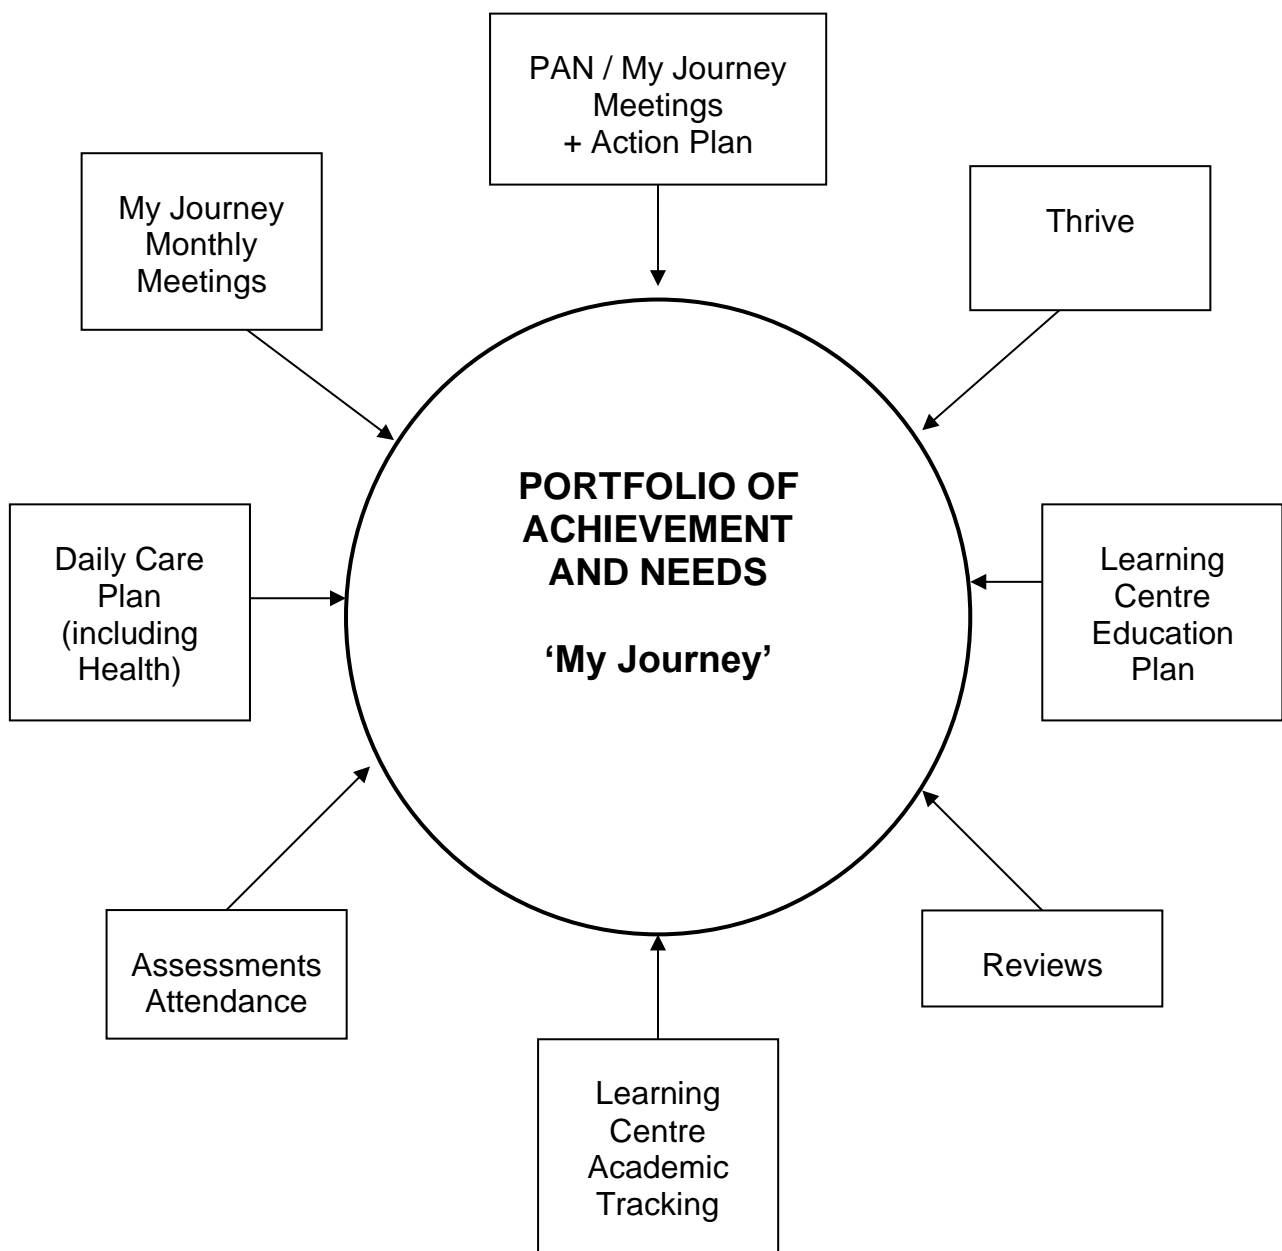 PAN / My Journey
Meetings
+ Action Plan
My Journey
Monthly
Meetings
Thrive
PORTFOLIO OF
ACHIEVEMENT
AND NEEDS
‘My Journey’
Daily Care
Plan
(including
Health)
Learning
Centre
Education
Plan
Assessments
Attendance
Reviews
Learning
Centre
Academic
Tracking